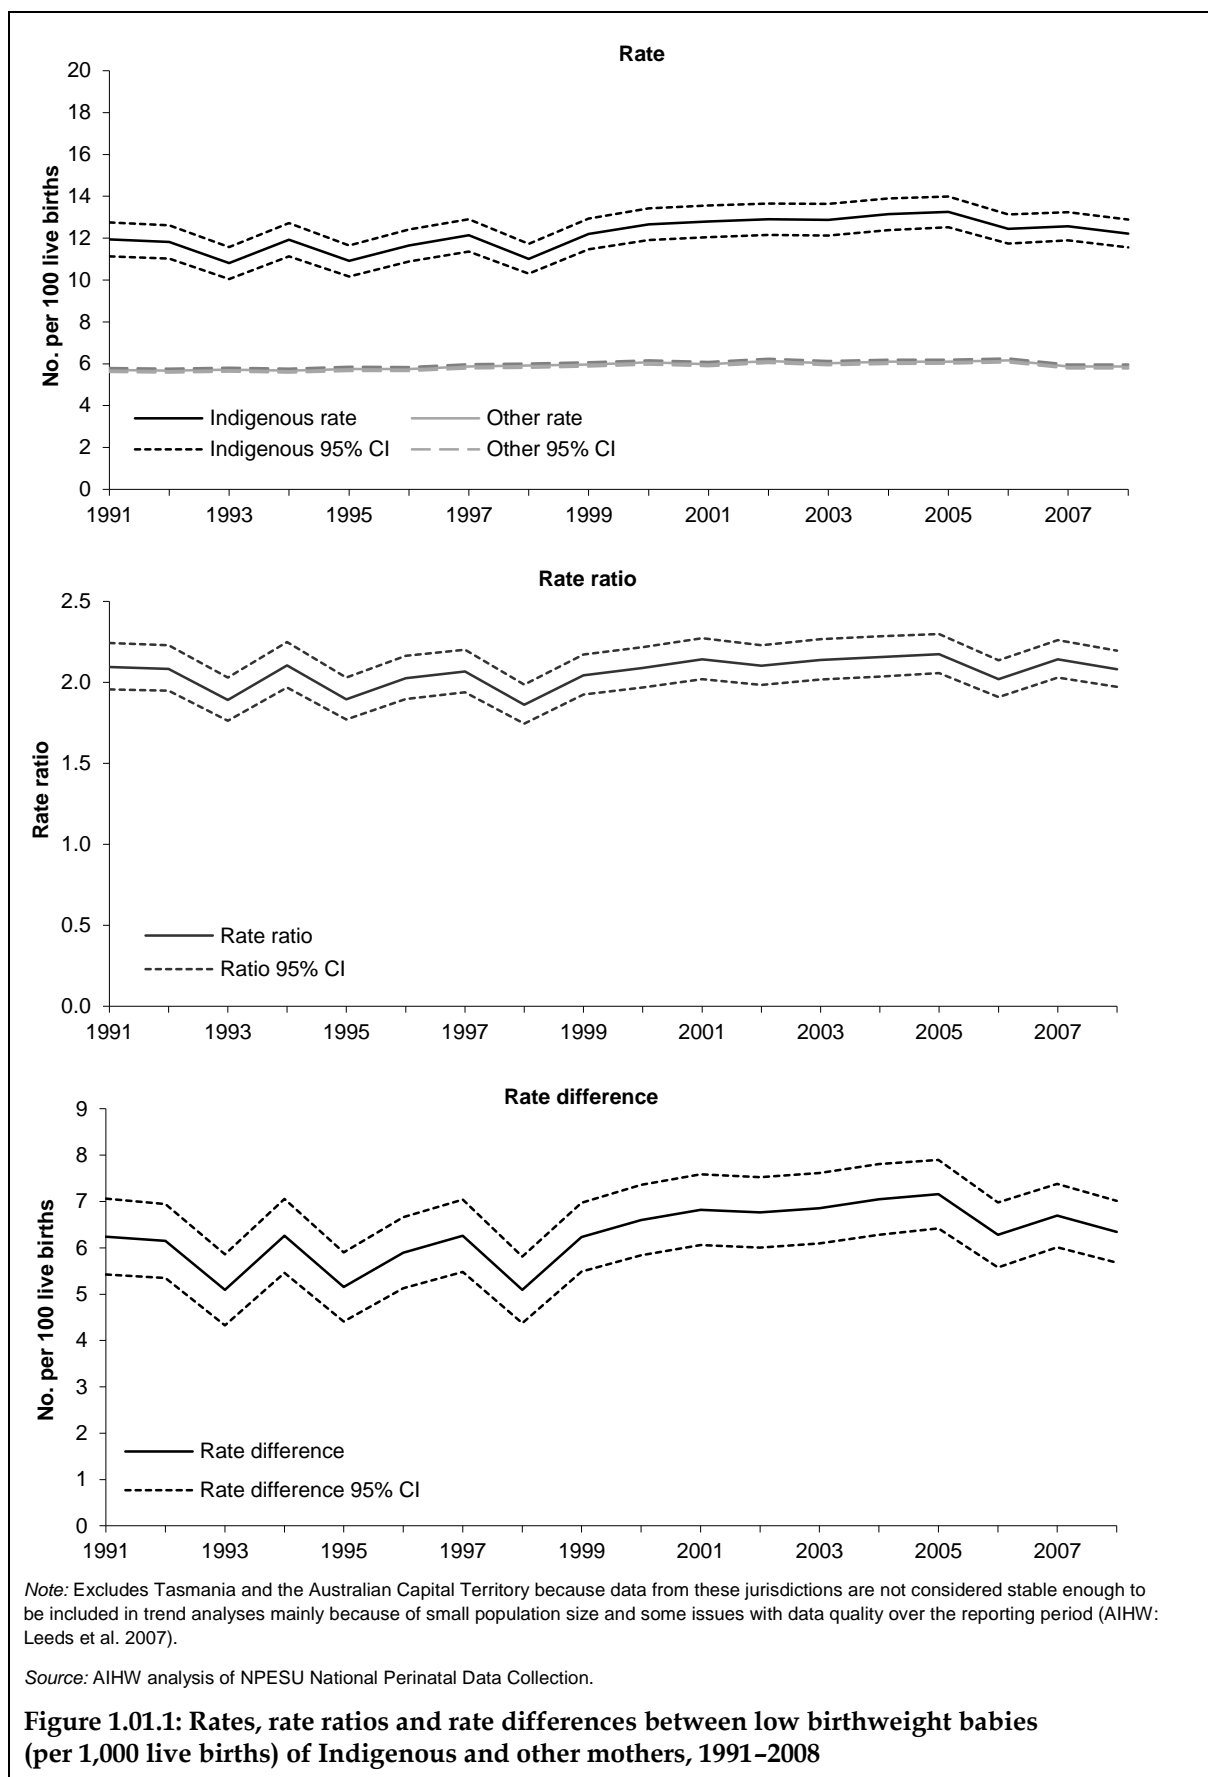 Rate
20
18
16
14
12
10
8
6
4
2
0
No. per 100 live births
Indigenous rate
Other rate
Indigenous 95% CI
Other 95% CI
1991 1993 1995 1997 1999 2001 2003 2005 2007
Rate ratio
2.5
2.0
1.5
1.0
0.5
0.0
Rate ratio
Rate ratio
Ratio 95% CI
1991 1993 1995 1997 1999 2001 2003 2005 2007
Rate difference
9
8
7
6
5
4
3
2
1
0
No. per 100 live births
Rate difference
Rate difference 95% CI
1991 1993 1995 1997 1999 2001 2003 2005 2007
Note: Excludes Tasmania and the Australian Capital Territory because data from these jurisdictions are not considered stable enough to
be included in trend analyses mainly because of small population size and some issues with data quality over the reporting period (AIHW:
Leeds et al. 2007).
Source: AIHW analysis of NPESU National Perinatal Data Collection.
Figure 1.01.1: Rates, rate ratios and rate differences between low birthweight babies
(per 1,000 live births) of Indigenous and other mothers, 1991–2008